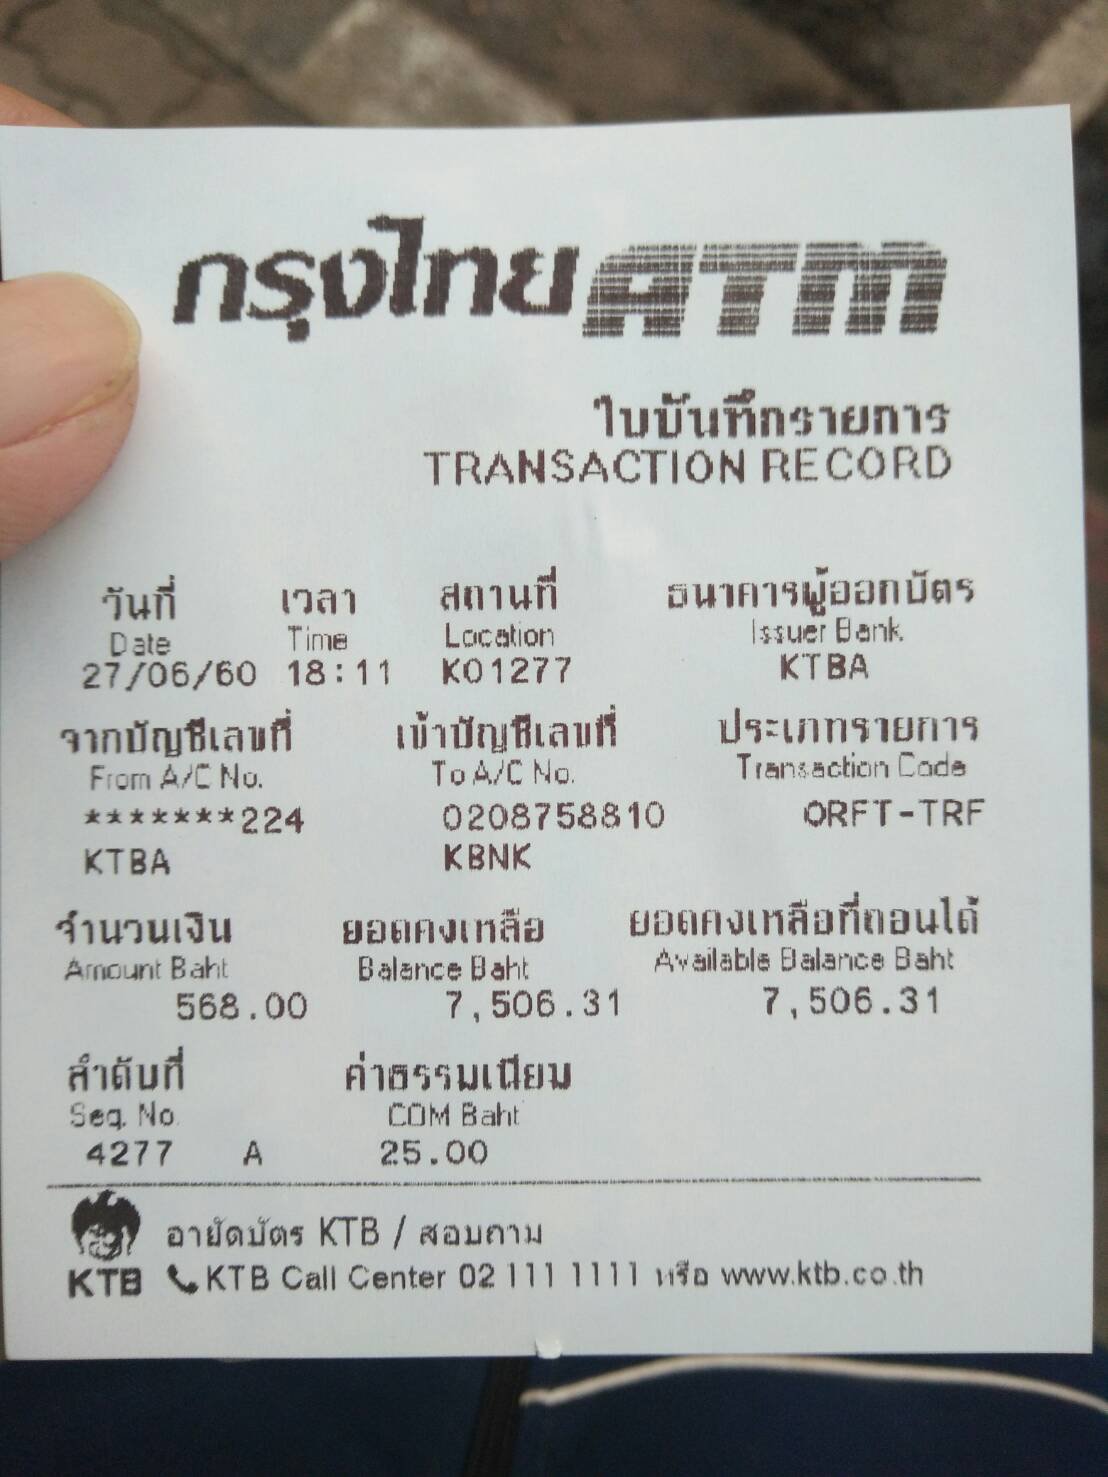 กรุงไทย ATM
ใบบันทึกรายการ
TRANSACTION RECORD
วันที่ เวลา สถานที่ ธนาคารผู้ออกบัตร
Date Time Location Issuer Bank
27/06/60 18:11 K01277 KTBA
จากบัญชีเลขที่ เข้าบัญชีเลขที่ ประเภทรายการ
From A/C No. To A/C No. Transaction Code
*******224 0208758810 ORFT-TRF
KTBA KBNK
จำนวนเงิน ยอดคงเหลือ ยอดคงเหลือที่ถอนได้
Amount Baht Balance Baht Available Balance Baht
568.00 7,506.31 7,506.31
ลำดับที่ ค่าธรรมเนียม
Seq. No. COM Baht
4277 A 25.00
อายัดบัตร KTB / สอบถาม
KTB KTB Call Center 02 111 1111 หรือ www.ktb.co.th